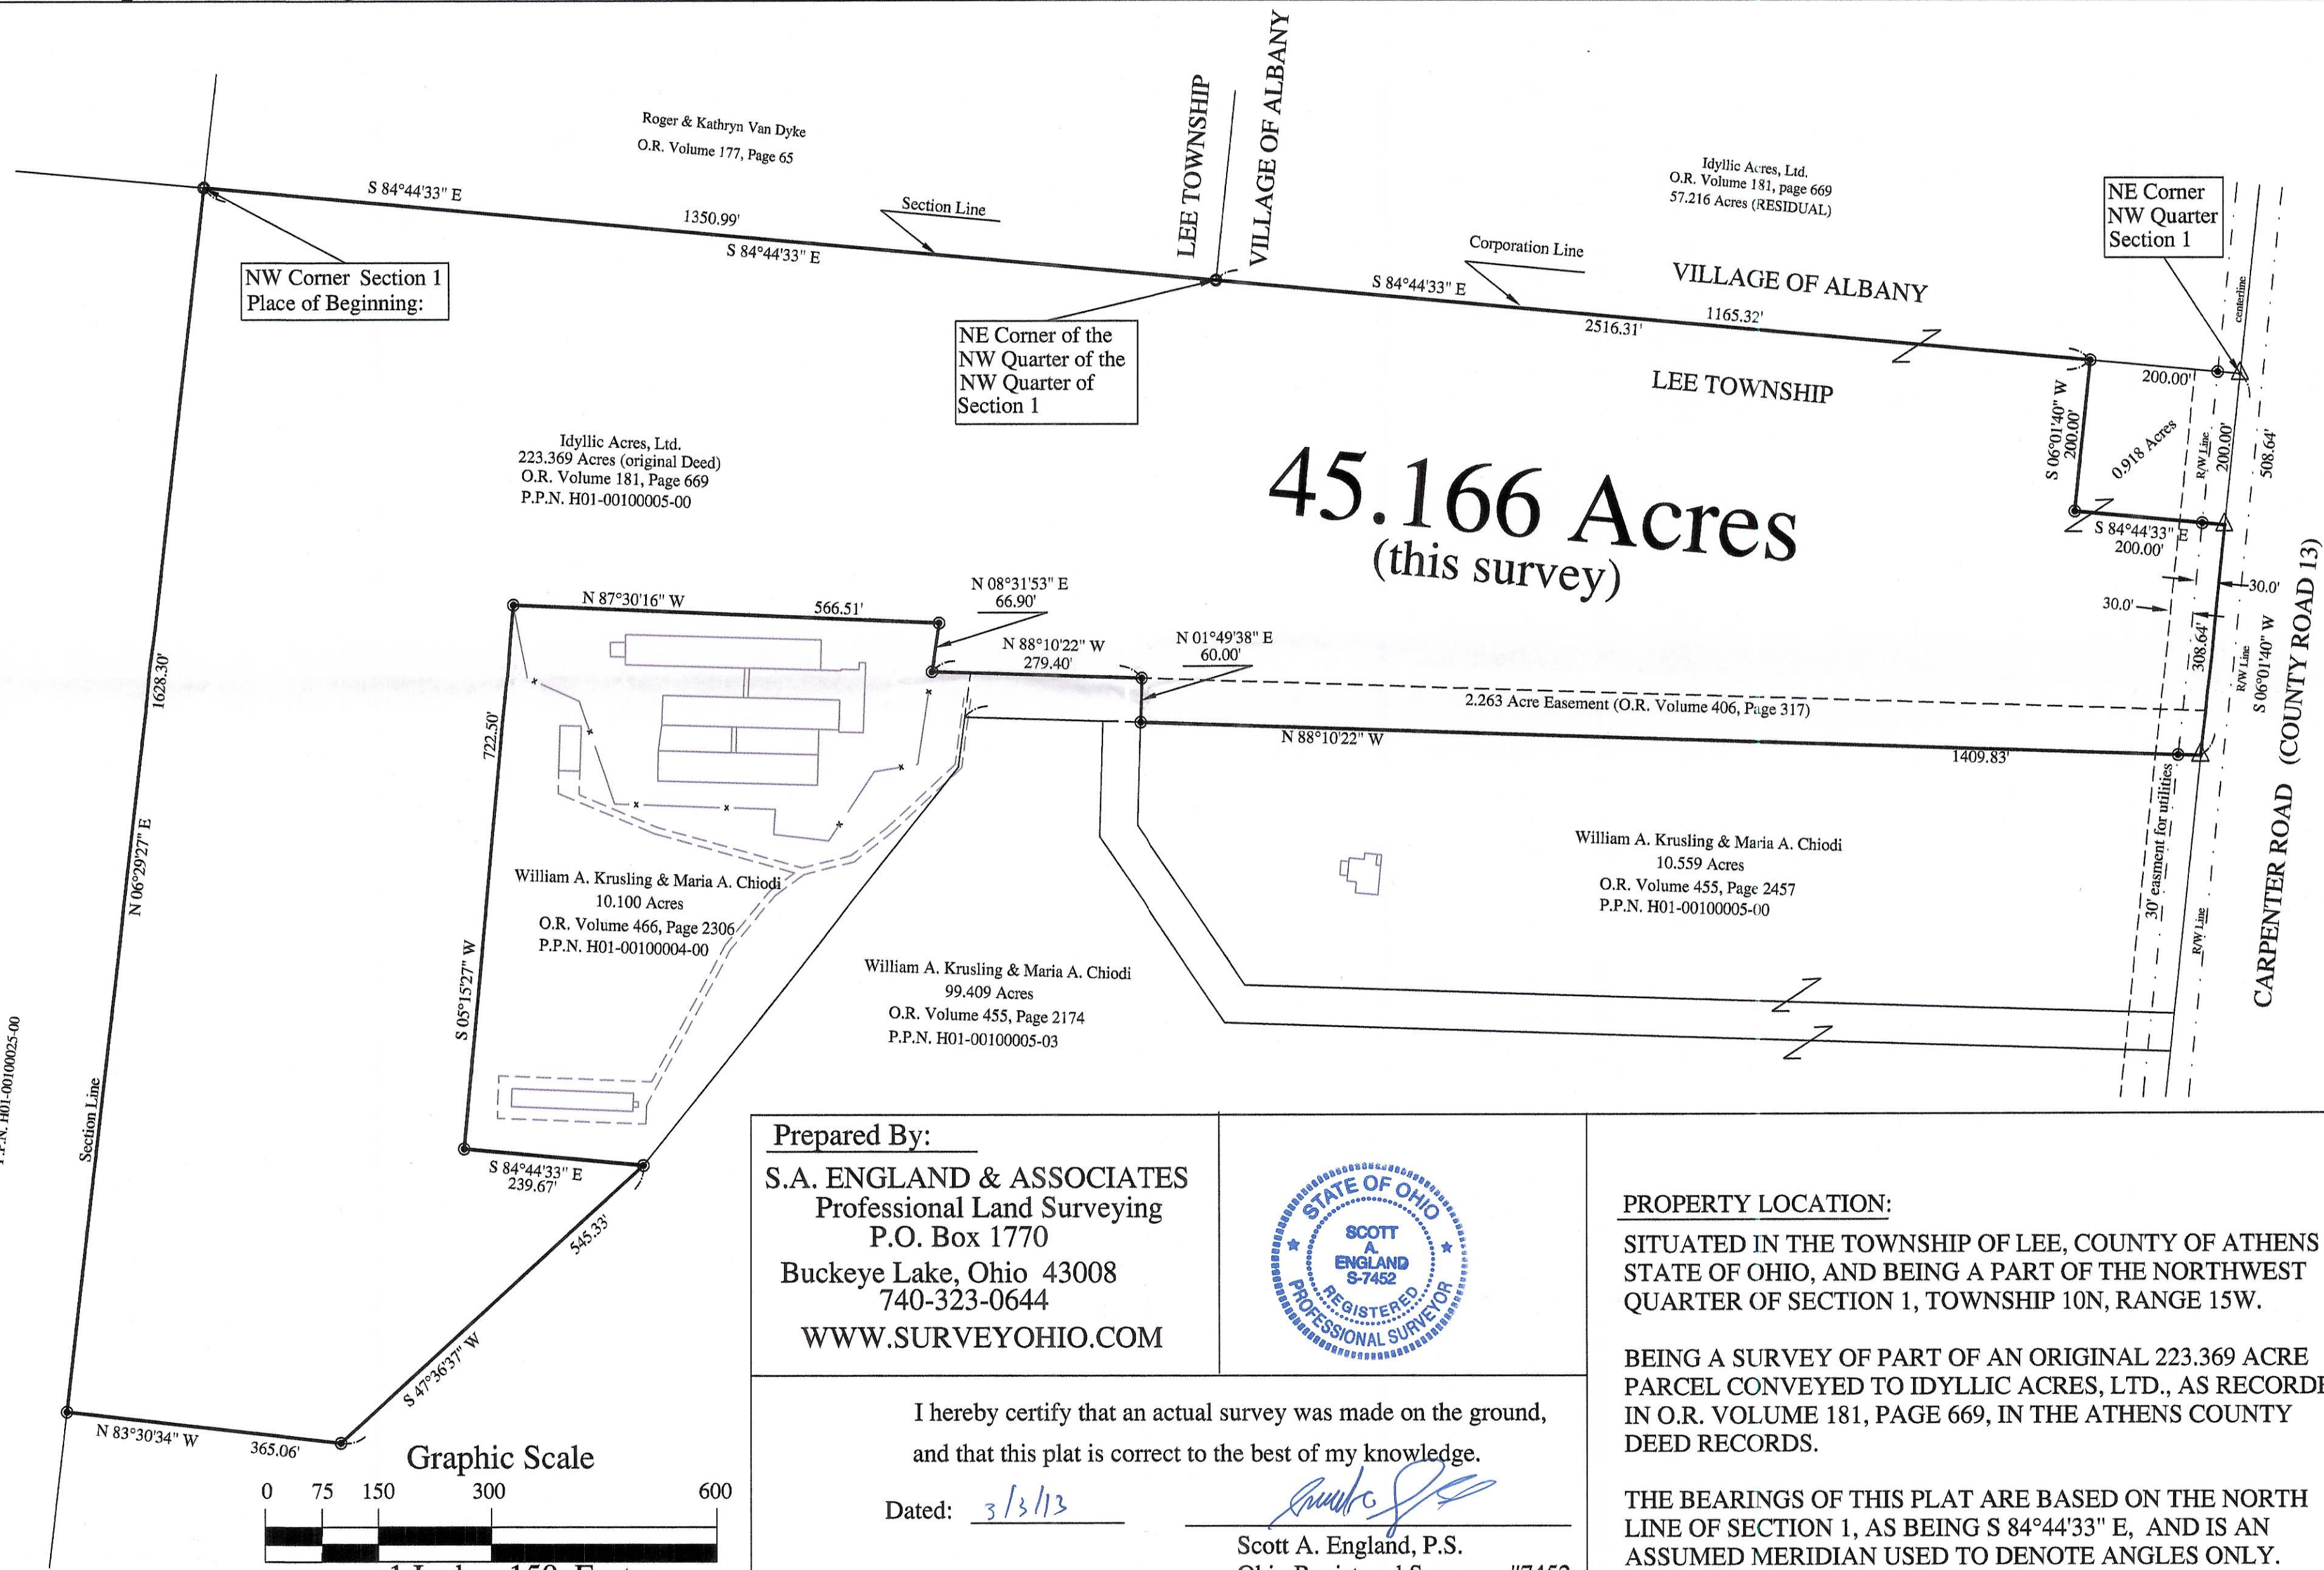 Roger & Kathryn Van Dyke
O.R. Volume 177, Page 65
LEE TOWNSHIP
VILLAGE OF ALBANY
Idyllic Acres, Ltd.
O.R. Volume 181, page 669
57.216 Acres (RESIDUAL)
NE Corner
NW Quarter
Section 1
S 84°44'33" E
1350.99'
S 84°44'33" E
Section Line
Corporation Line
VILLAGE OF ALBANY
S 84°44'33" E
1165.32'
2516.31'
LEE TOWNSHIP
centerline
NW Corner Section 1
Place of Beginning:
NE Corner of the
NW Quarter of the
NW Quarter of
Section 1
200.00'
S 06°01'40" W
200.00'
0.918 Acres
R/W Line
200.00'
508.64'
S 84°44'33" E
200.00'
Idyllic Acres, Ltd.
223.369 Acres (original Deed)
O.R. Volume 181, Page 669
P.P.N. H01-00100005-00
45.166 Acres
(this survey)
30.0'
30.0'
308.64'
R/W Line
S 06°01'40" W
CARPENTER ROAD (COUNTY ROAD 13)
N 87°30'16" W
566.51'
N 08°31'53" E
66.90'
N 88°10'22" W
279.40'
N 01°49'38" E
60.00'
2.263 Acre Easement (O.R. Volume 406, Page 317)
N 88°10'22" W
1409.83'
1628.30'
N 06°29'27" E
Section Line
722.50'
S 05°15'27" W
William A. Krusling & Maria A. Chiodi
10.100 Acres
O.R. Volume 466, Page 2306
P.P.N. H01-00100004-00
William A. Krusling & Maria A. Chiodi
10.559 Acres
O.R. Volume 455, Page 2457
P.P.N. H01-00100005-00
30' easment for utilities
R/W Line
William A. Krusling & Maria A. Chiodi
99.409 Acres
O.R. Volume 455, Page 2174
P.P.N. H01-00100005-03
P.P.N. H01-00100025-00
S 84°44'33" E
239.67'
545.33'
S 47°36'37" W
N 83°30'34" W
365.06'
Graphic Scale
0 75 150 300 600
Prepared By:
S.A. ENGLAND & ASSOCIATES
Professional Land Surveying
P.O. Box 1770
Buckeye Lake, Ohio 43008
740-323-0644
WWW.SURVEYOHIO.COM
STATE OF OHIO
SCOTT
A.
ENGLAND
S-7452
REGISTERED
PROFESSIONAL SURVEYOR
I hereby certify that an actual survey was made on the ground,
and that this plat is correct to the best of my knowledge.
Dated: 3/3/13
Scott A. England, P.S.
PROPERTY LOCATION:
SITUATED IN THE TOWNSHIP OF LEE, COUNTY OF ATHENS
STATE OF OHIO, AND BEING A PART OF THE NORTHWEST
QUARTER OF SECTION 1, TOWNSHIP 10N, RANGE 15W.
BEING A SURVEY OF PART OF AN ORIGINAL 223.369 ACRE
PARCEL CONVEYED TO IDYLLIC ACRES, LTD., AS RECORDE
IN O.R. VOLUME 181, PAGE 669, IN THE ATHENS COUNTY
DEED RECORDS.
THE BEARINGS OF THIS PLAT ARE BASED ON THE NORTH
LINE OF SECTION 1, AS BEING S 84°44'33" E, AND IS AN
ASSUMED MERIDIAN USED TO DENOTE ANGLES ONLY.